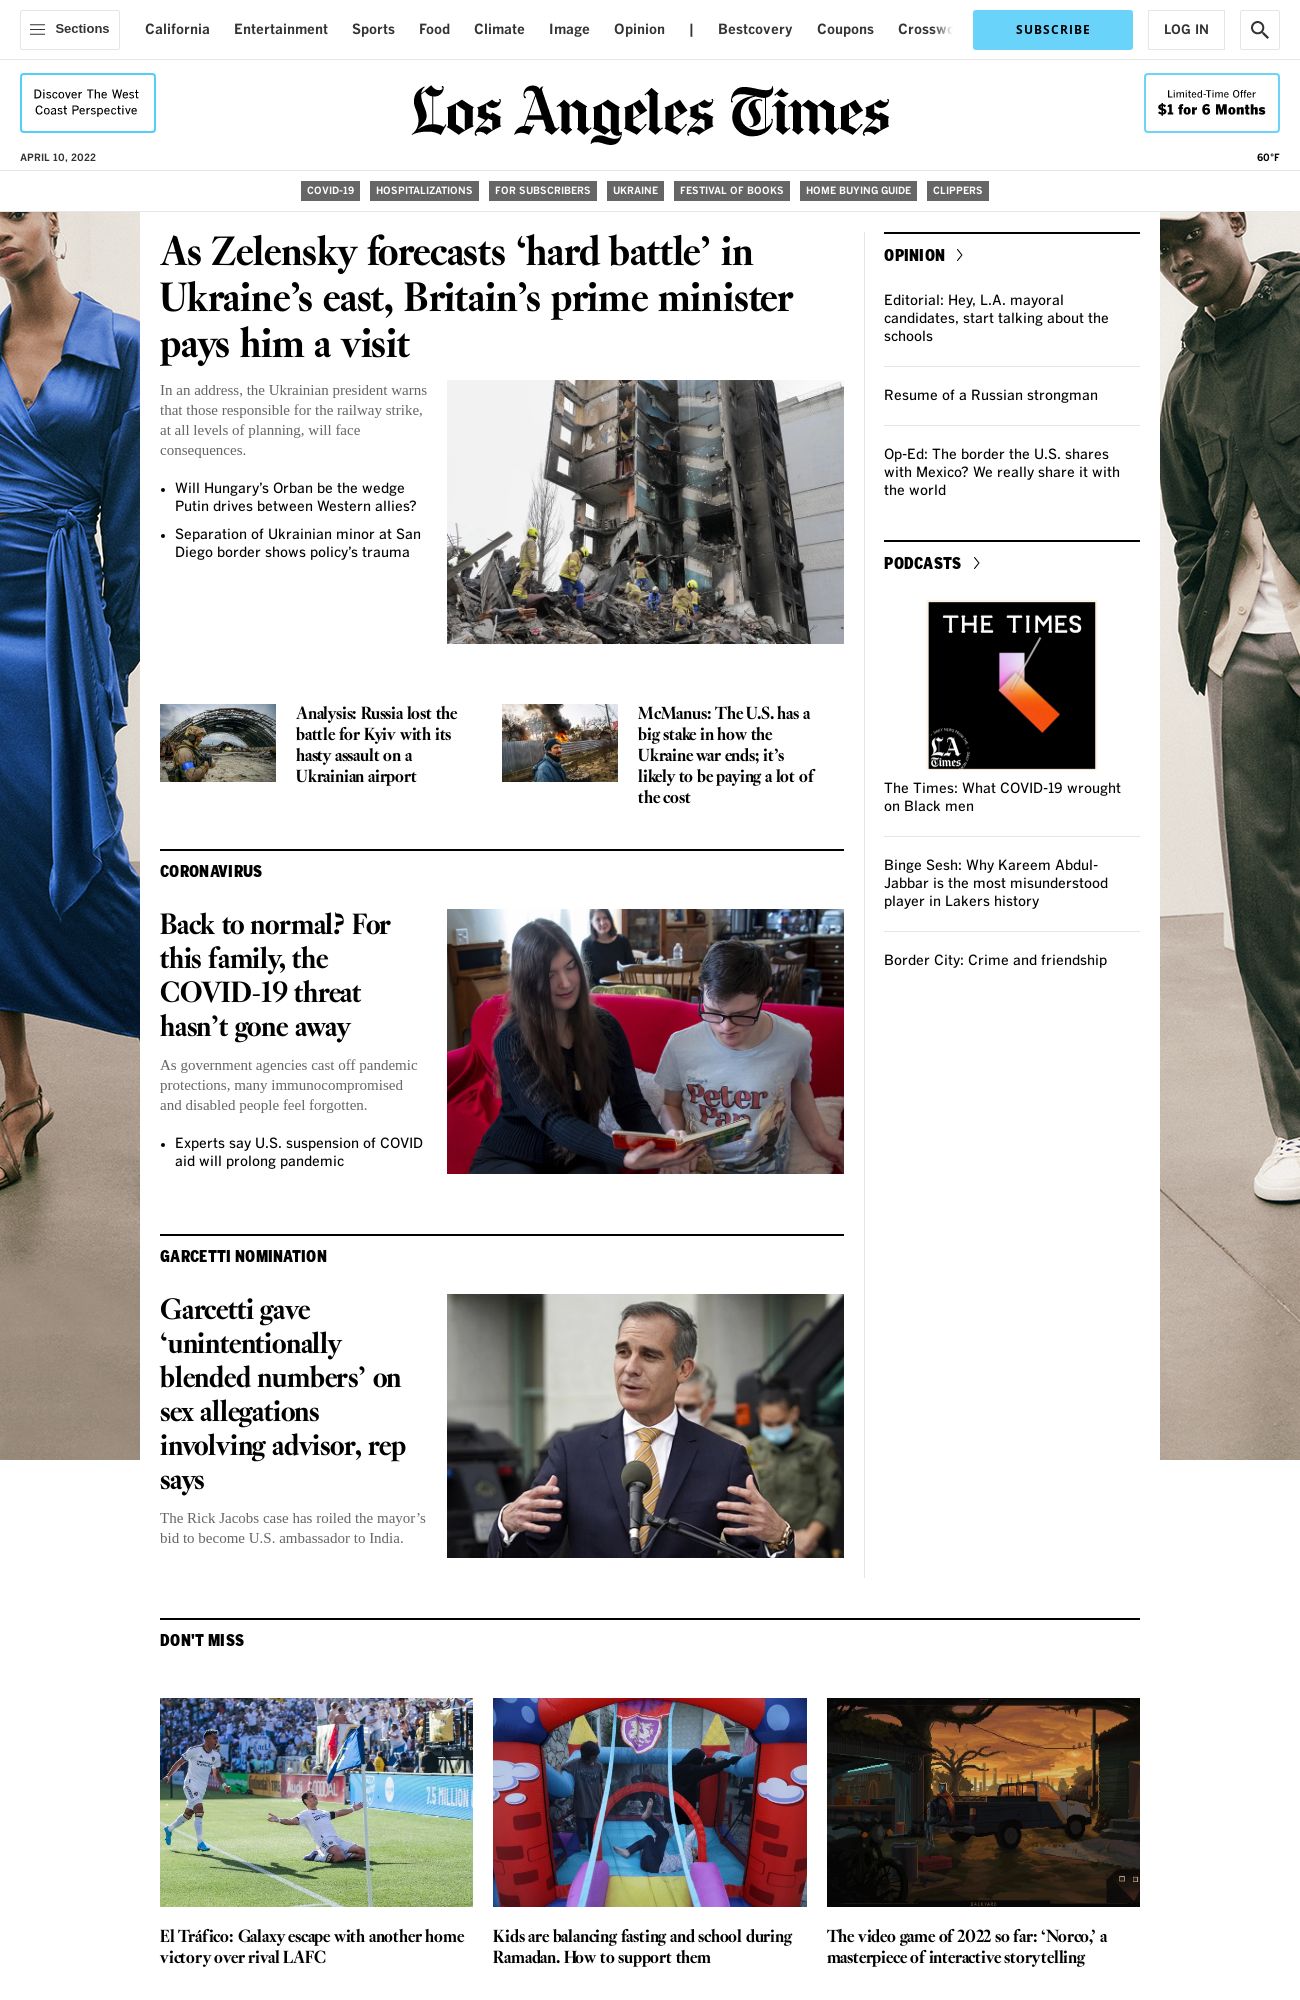 Sections
California
Entertainment
Sports
Food
Climate
Image
Opinion
|
Bestcovery
Coupons
SUBSCRIBE
LOG IN
Discover The West
Coast Perspective
Los Angeles Times
Limited-Time Offer
$1 for 6 Months
APRIL 10, 2022
60°F
COVID-19
HOSPITALIZATIONS
FOR SUBSCRIBERS
UKRAINE
FESTIVAL OF BOOKS
HOME BUYING GUIDE
CLIPPERS
As Zelensky forecasts ‘hard battle’ in
Ukraine’s east, Britain’s prime minister
pays him a visit
In an address, the Ukrainian president warns
that those responsible for the railway strike,
at all levels of planning, will face
consequences.
• Will Hungary’s Orban be the wedge
Putin drives between Western allies?
• Separation of Ukrainian minor at San
Diego border shows policy’s trauma
Analysis: Russia lost the
battle for Kyiv with its
hasty assault on a
Ukrainian airport
McManus: The U.S. has a
big stake in how the
Ukraine war ends; it’s
likely to be paying a lot of
the cost
CORONAVIRUS
Back to normal? For
this family, the
COVID-19 threat
hasn’t gone away
As government agencies cast off pandemic
protections, many immunocompromised
and disabled people feel forgotten.
• Experts say U.S. suspension of COVID
aid will prolong pandemic
Peter
Pan
GARCETTI NOMINATION
Garcetti gave
‘unintentionally
blended numbers’ on
sex allegations
involving advisor, rep
says
The Rick Jacobs case has roiled the mayor’s
bid to become U.S. ambassador to India.
OPINION
Editorial: Hey, L.A. mayoral
candidates, start talking about the
schools
Resume of a Russian strongman
Op-Ed: The border the U.S. shares
with Mexico? We really share it with
the world
PODCASTS
THE TIMES
LA
Times
The Times: What COVID-19 wrought
on Black men
Binge Sesh: Why Kareem Abdul-
Jabbar is the most misunderstood
player in Lakers history
Border City: Crime and friendship
DON'T MISS
Audi
7.5 MILLION
El Tráfico: Galaxy escape with another home
victory over rival LAFC
Kids are balancing fasting and school during
Ramadan. How to support them
The video game of 2022 so far: ‘Norco,’ a
masterpiece of interactive storytelling